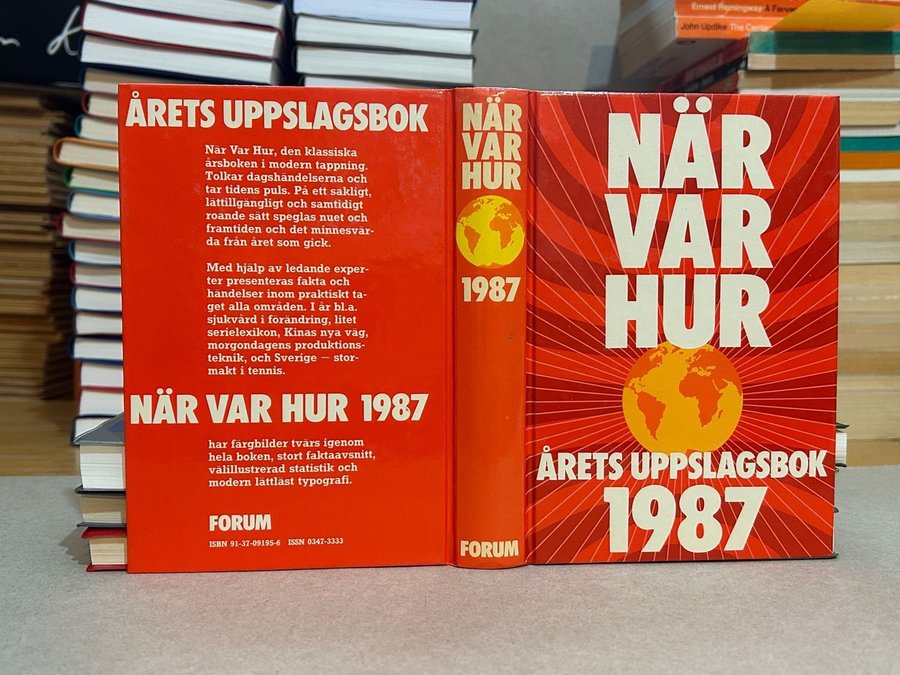 ÅRETS UPPSLAGSBOK
När Var Hur, den klassiska
årsboken i modern tappning.
Tolkar dagshändelserna och
tar tidens puls. På ett sakligt,
lättillgängligt och samtidigt
roande sätt speglas nuet och
framtiden och det minnesvär-
da från året som gick.
Med hjälp av ledande exper-
ter presenteras fakta och
händelser inom praktiskt ta-
get alla områden. I år bl.a.
sjukvård i förändring, litet
serielexikon, Kinas nya väg,
morgondagens produktions-
teknik, och Sverige – stor-
makt i tennis.
NÄR VAR HUR 1987
har färgbilder tvärs igenom
hela boken, stort faktaavsnitt,
välillustrerad statistik och
modern lättläst typografi.
FORUM
ISBN 91-37-09195-6 ISSN 0347-3333
NÄR
VAR
HUR
1987
FORUM
NÄR
VAR
HUR
ÅRETS UPPSLAGSBOK
1987
Ernest Hemingway A Farew
John Updike The Cente